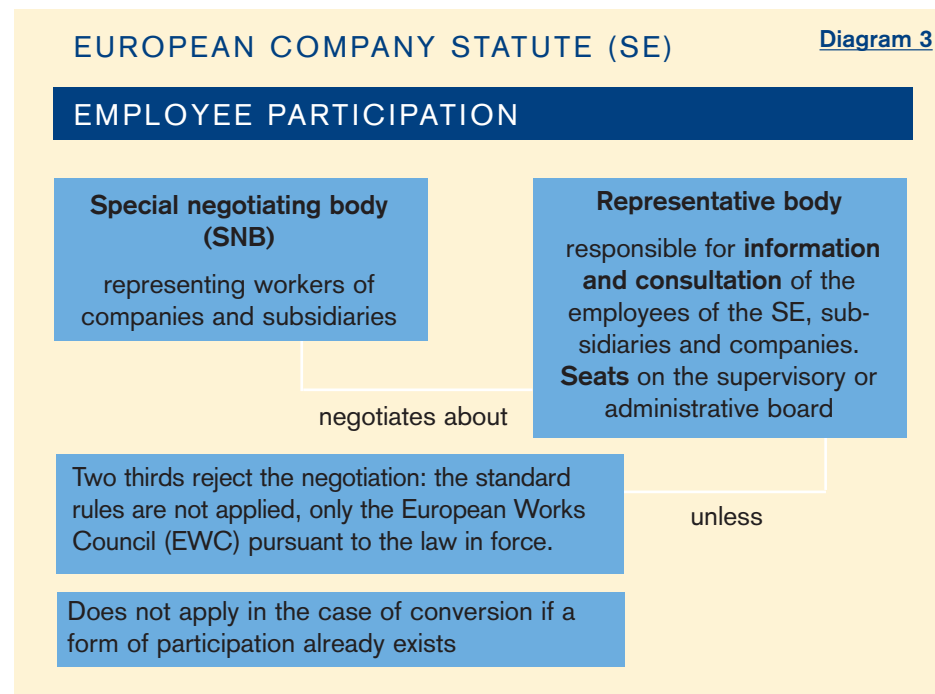 EUROPEAN COMPANY STATUTE (SE)
Diagram 3
EMPLOYEE PARTICIPATION
Special negotiating body
(SNB)
representing workers of
companies and subsidiaries
Representative body
responsible for information
and consultation of the
employees of the SE, sub-
sidiaries and companies.
Seats on the supervisory or
administrative board
negotiates about
Two thirds reject the negotiation: the standard
rules are not applied, only the European Works
Council (EWC) pursuant to the law in force.
unless
Does not apply in the case of conversion if a
form of participation already exists